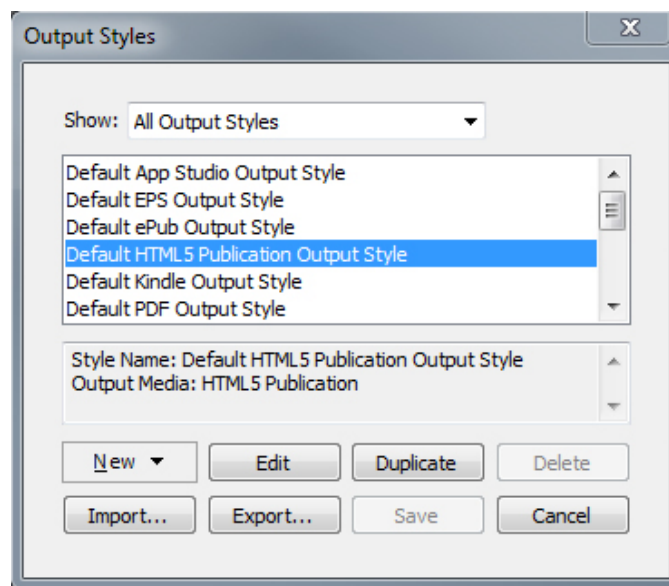 Output Styles
Show: All Output Styles
Default App Studio Output Style
Default EPS Output Style
Default ePub Output Style
Default HTML5 Publication Output Style
Default Kindle Output Style
Default PDF Output Style
Style Name: Default HTML5 Publication Output Style
Output Media: HTML5 Publication
New Edit Duplicate Delete
Import... Export... Save Cancel